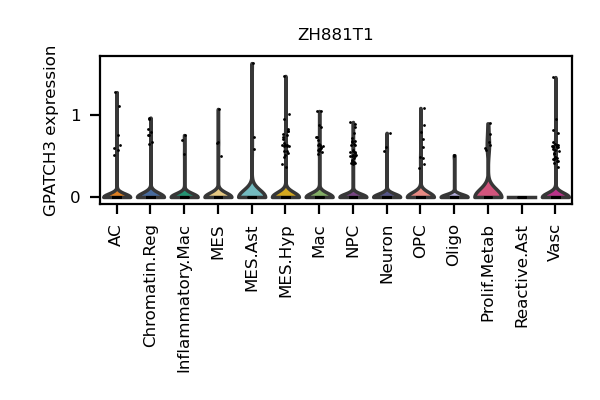 ZH881T1
GPATCH3 expression
1
0
AC
Chromatin.Reg
Inflammatory.Mac
MES
MES.Ast
MES.Hyp
Mac
NPC
Neuron
OPC
Oligo
Prolif.Metab
Reactive.Ast
Vasc